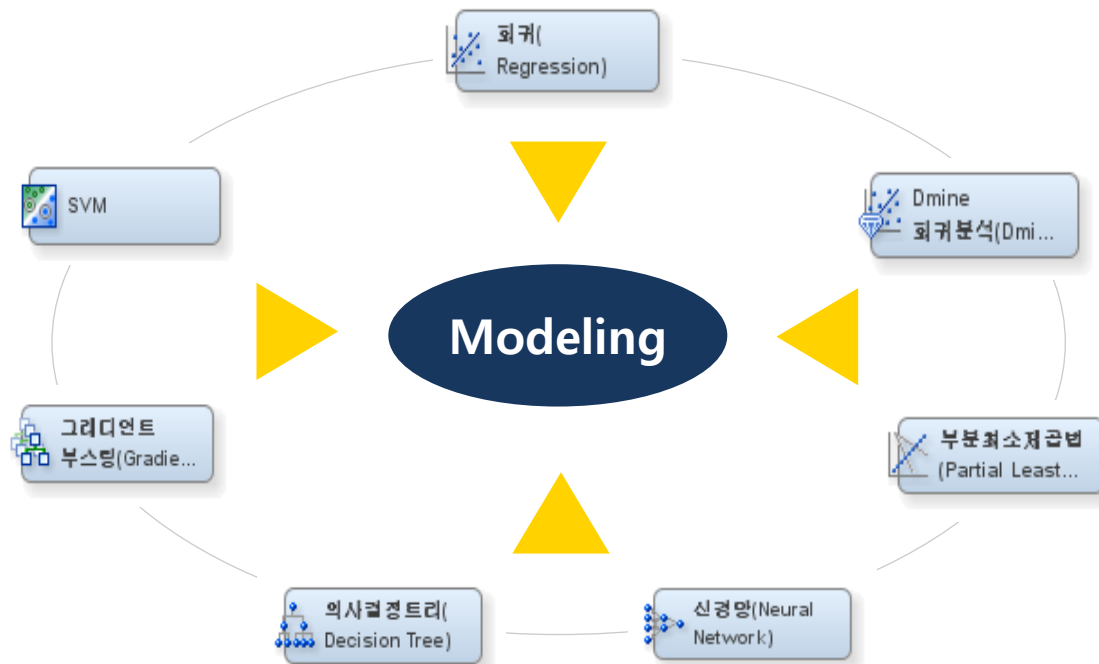 회귀(
Regression)
SVM
Dmine
회귀분석(Dmi...
Modeling
그래디언트
부스팅(Gradie...
부분최소제곱법
(Partial Least...
의사결정트리(
Decision Tree)
신경망(Neural
Network)